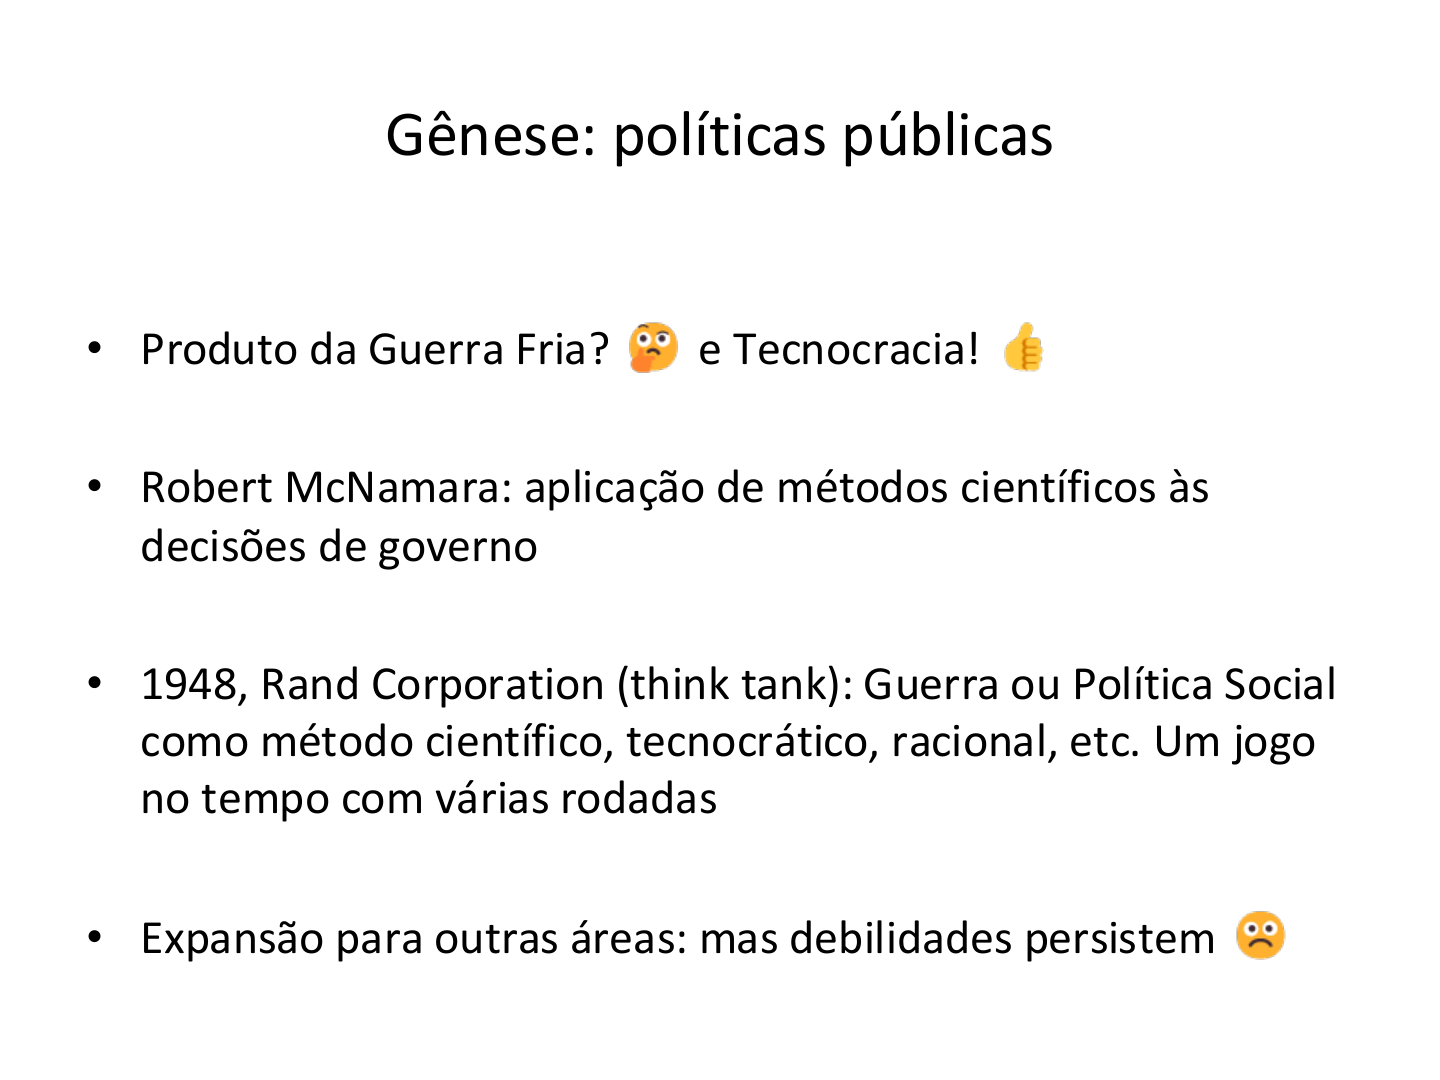 Gênese: políticas públicas
• Produto da Guerra Fria? 🤔 e Tecnocracia! 👍
• Robert McNamara: aplicação de métodos científicos às
decisões de governo
• 1948, Rand Corporation (think tank): Guerra ou Política Social
como método científico, tecnocrático, racional, etc. Um jogo
no tempo com várias rodadas
• Expansão para outras áreas: mas debilidades persistem 🙁